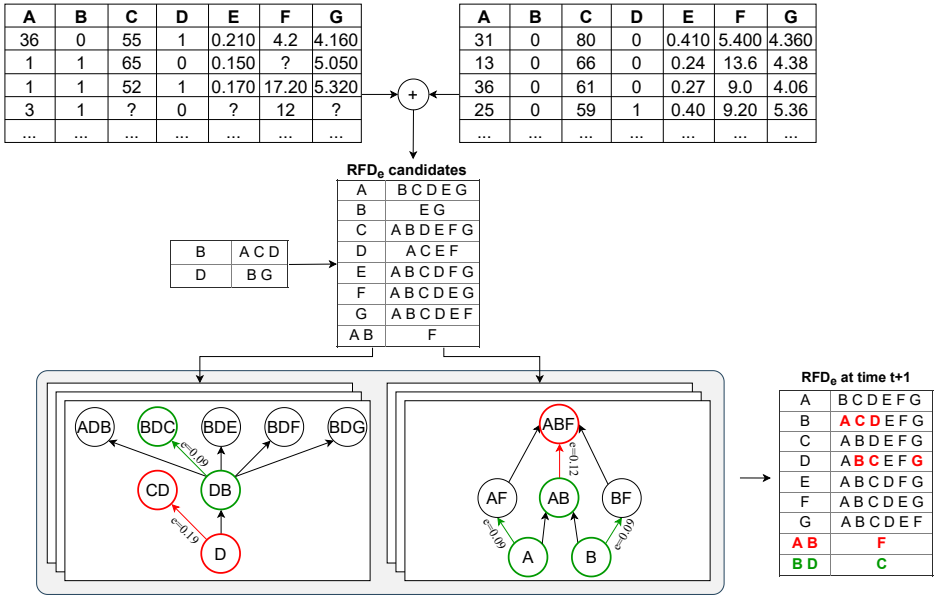 A B C D E F G
36 0 55 1 0.210 4.2 4.160
1 1 65 0 0.150 ? 5.050
1 1 52 1 0.170 17.20 5.320
3 1 ? 0 ? 12 ?
... ... ... ... ... ... ...
A B C D E F G
31 0 80 0 0.410 5.400 4.360
13 0 66 0 0.24 13.6 4.38
36 0 61 0 0.27 9.0 4.06
25 0 59 1 0.40 9.20 5.36
... ... ... ... ... ... ...
+
RFDe candidates
A B C D E G
B E G
C A B D E F G
D A C E F
E A B C D F G
F A B C D E G
G A B C D E F
A B F
B A C D
D B G
ADB BDC BDE BDF BDG
e=0.09
CD DB
e=0.19
D
ABF
e=0.12
AF AB BF
e=0.09 e=0.09
A B
RFDe at time t+1
A B C D E F G
B A C D E F G
C A B D E F G
D A B C E F G
E A B C D F G
F A B C D E G
G A B C D E F
A B F
B D C